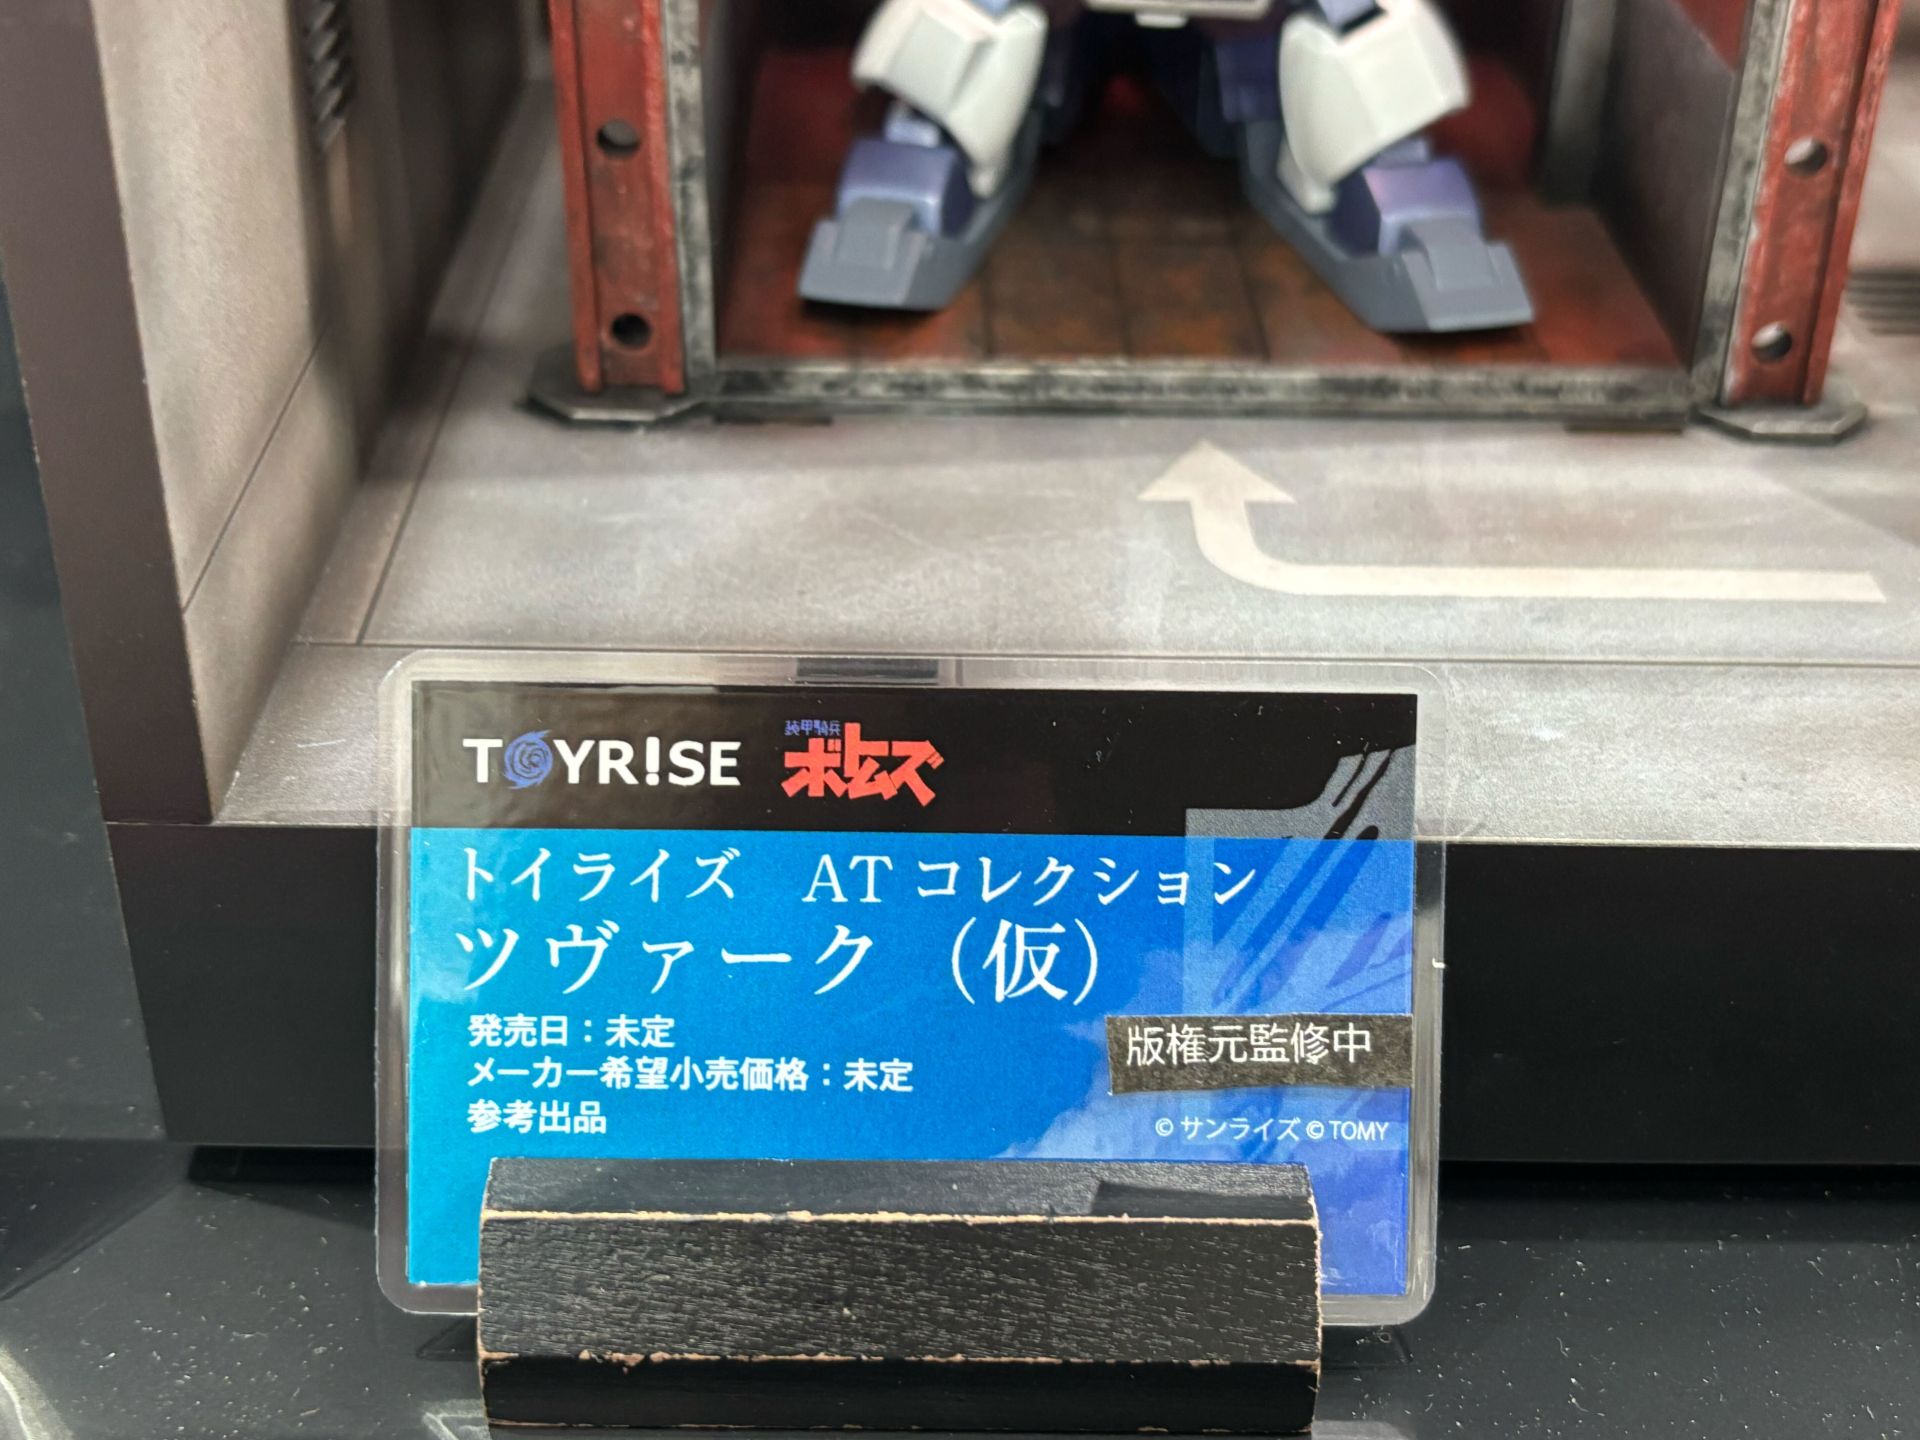 TOYR!SE
装甲騎兵
ボトムズ
トイライズ　ATコレクション
ツヴァーク（仮）
発売日：未定
メーカー希望小売価格：未定
参考出品
版権元監修中
© サンライズ © TOMY